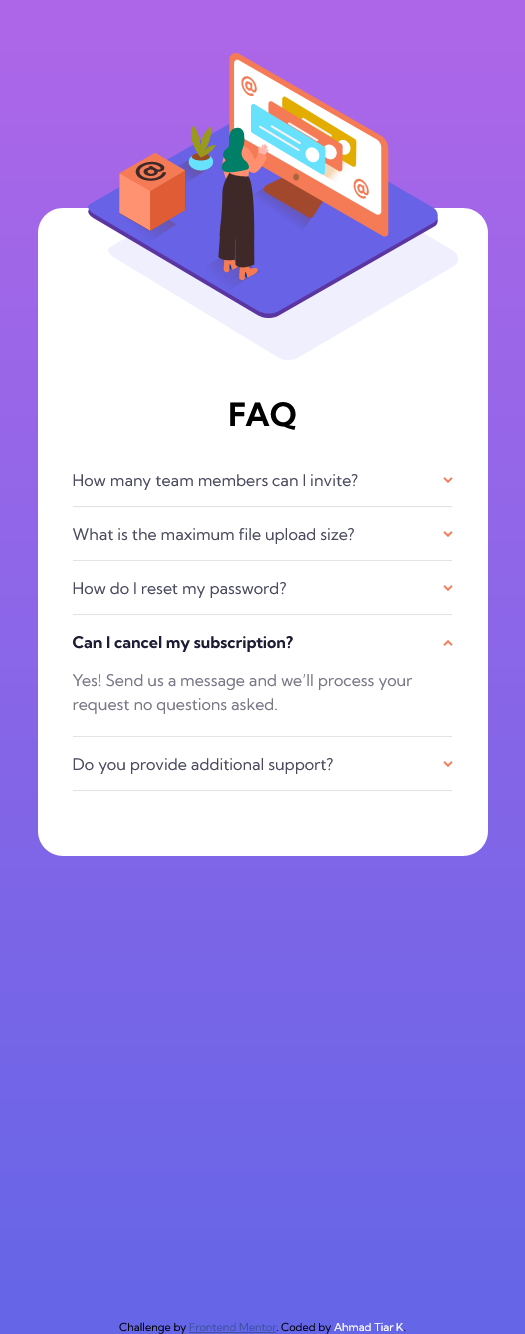 @
@
@
FAQ
How many team members can I invite?
What is the maximum file upload size?
How do I reset my password?
Can I cancel my subscription?
Yes! Send us a message and we’ll process your
request no questions asked.
Do you provide additional support?
Challenge by Frontend Mentor. Coded by Ahmad Tiar K